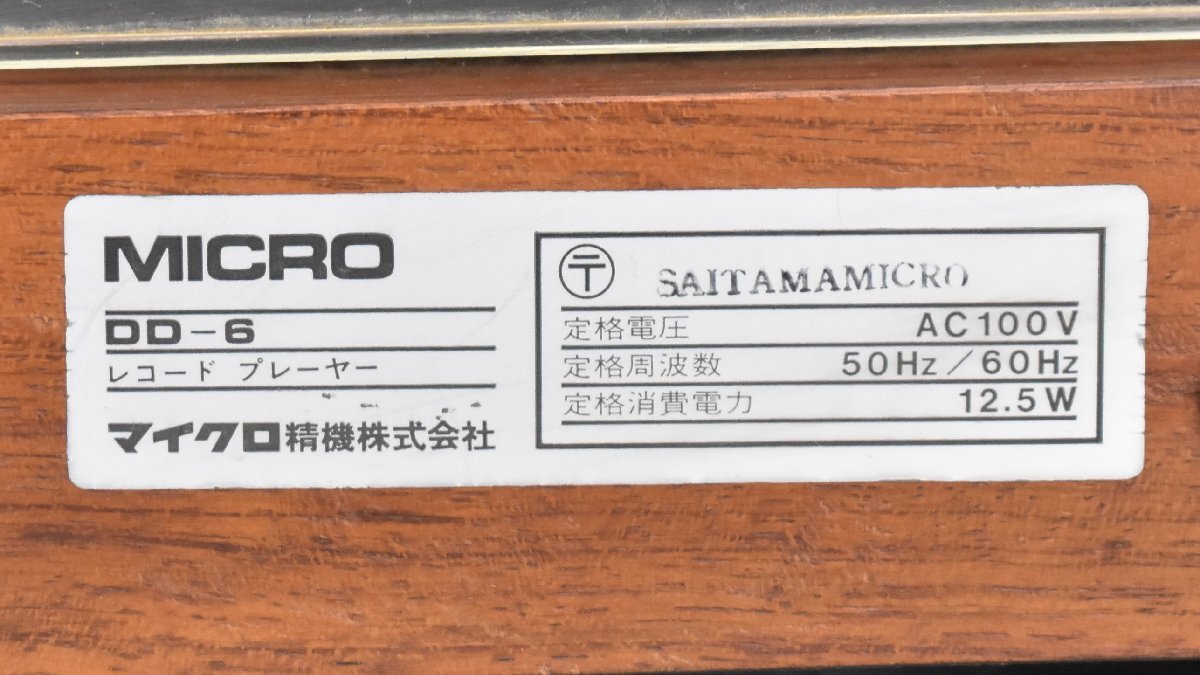 MICRO
DD-6
レコード プレーヤー
マイクロ精機株式会社
〒 SAITAMAMICRO
定格電圧 AC100V
定格周波数 50Hz/60Hz
定格消費電力 12.5W